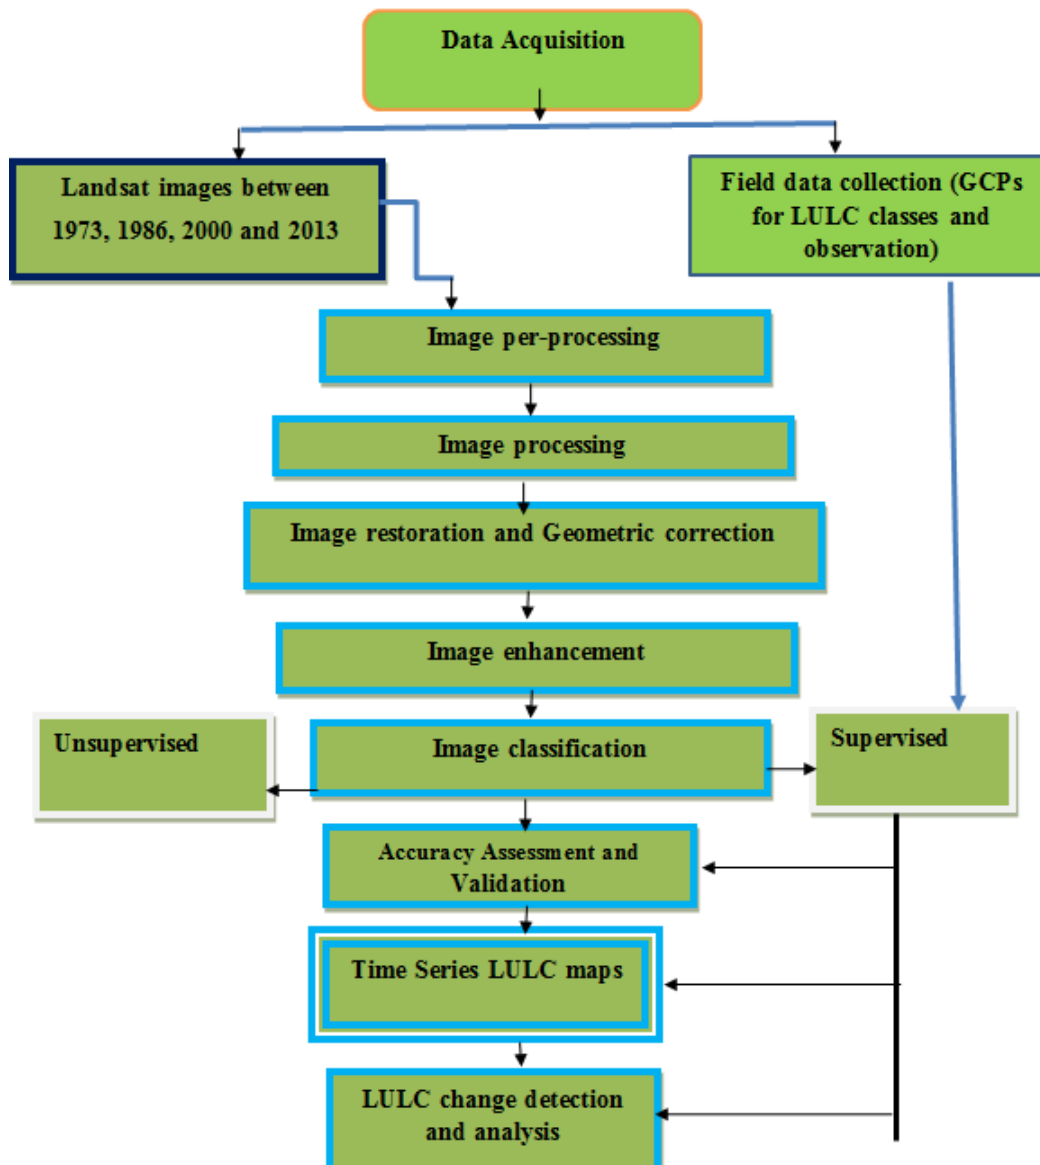 Data Acquisition
Landsat images between
1973, 1986, 2000 and 2013
Field data collection (GCPs
for LULC classes and
observation)
Image per-processing
Image processing
Image restoration and Geometric correction
Image enhancement
Unsupervised
Image classification
Supervised
Accuracy Assessment and
Validation
Time Series LULC maps
LULC change detection
and analysis